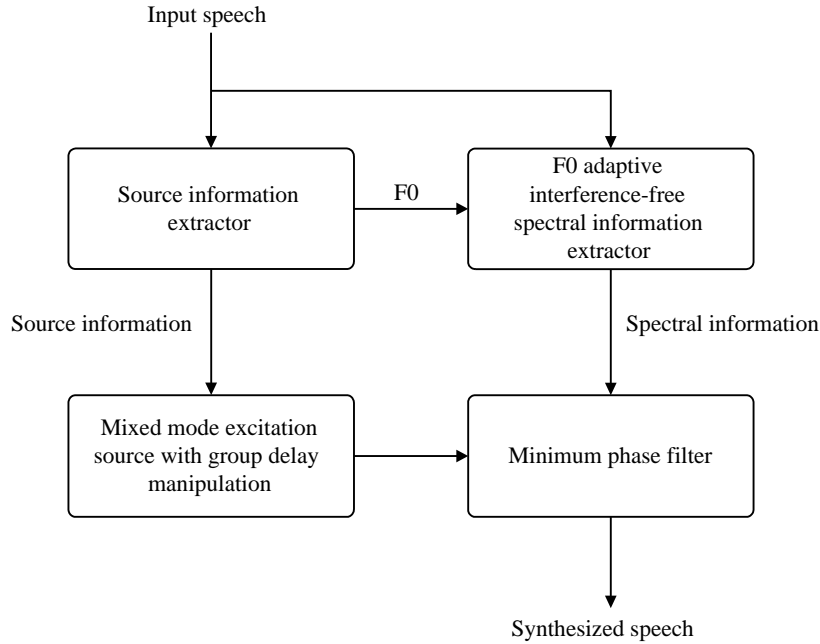 Input speech
Source information
extractor
F0
F0 adaptive
interference-free
spectral information
extractor
Source information
Spectral information
Mixed mode excitation
source with group delay
manipulation
Minimum phase filter
Synthesized speech